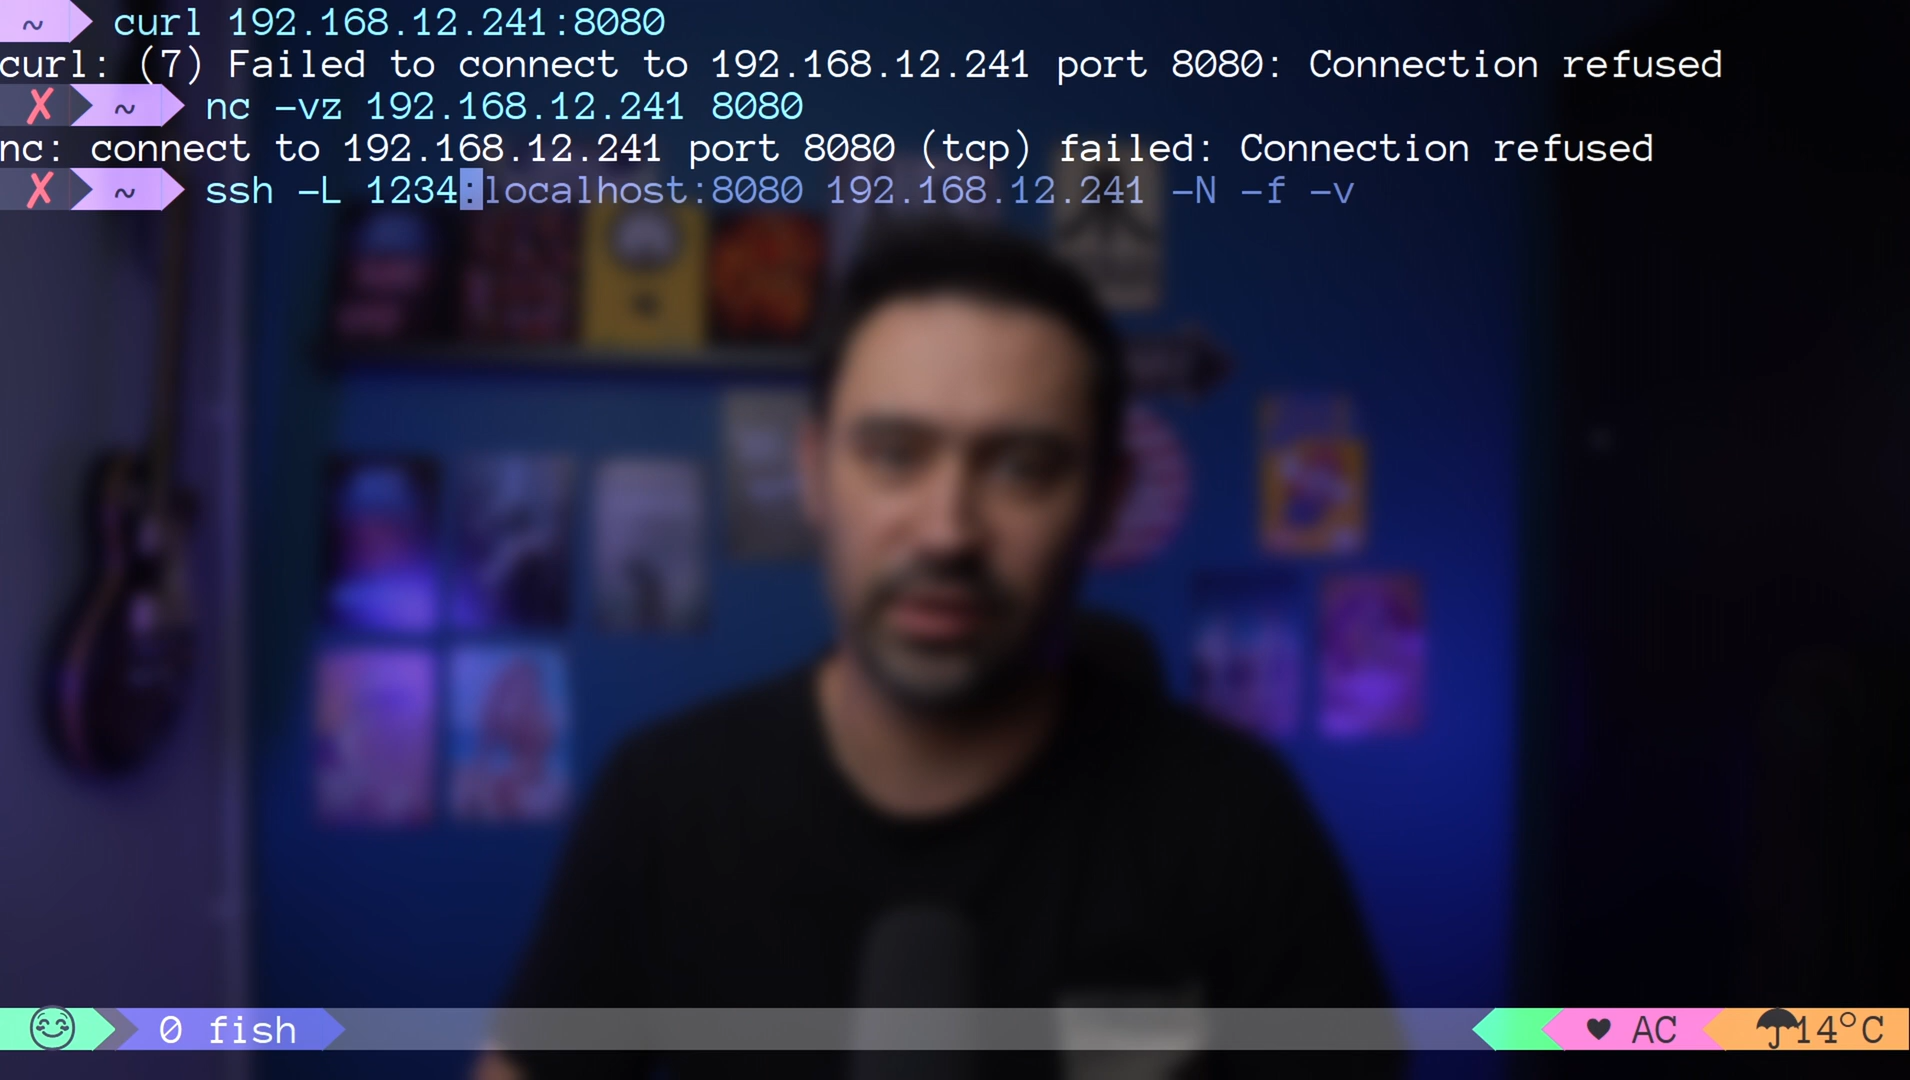 ~ curl 192.168.12.241:8080
curl: (7) Failed to connect to 192.168.12.241 port 8080: Connection refused
✗ ~ nc -vz 192.168.12.241 8080
nc: connect to 192.168.12.241 port 8080 (tcp) failed: Connection refused
✗ ~ ssh -L 1234:localhost:8080 192.168.12.241 -N -f -v
0 fish ♥ AC ☂14°C